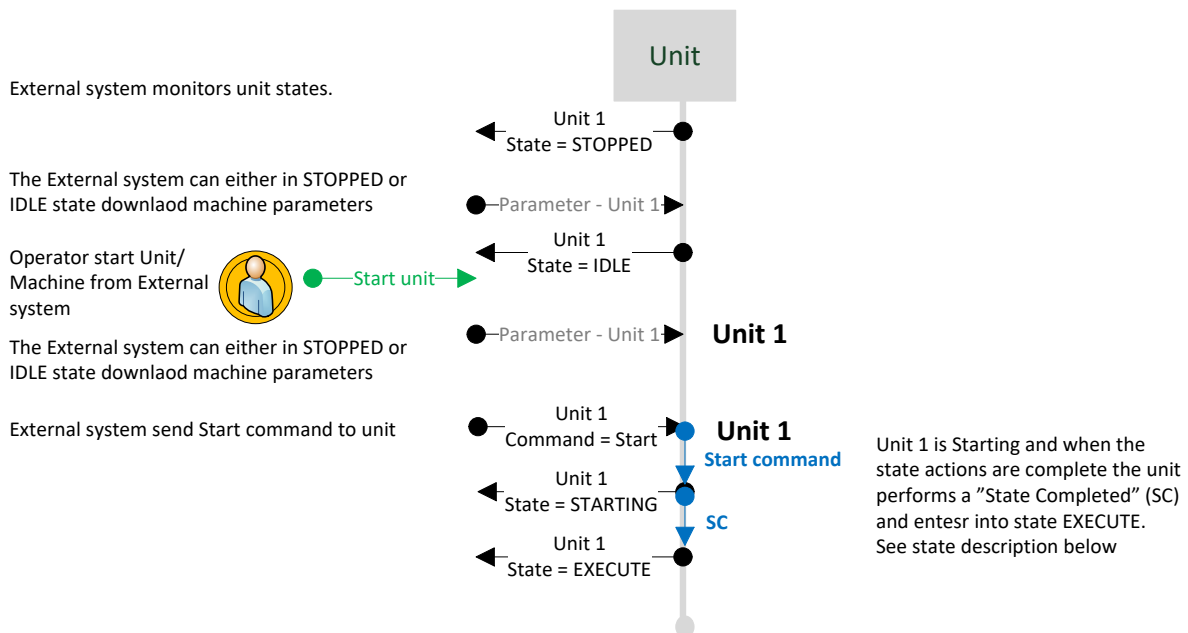 Unit
External system monitors unit states.
Unit 1
State = STOPPED
The External system can either in STOPPED or
IDLE state downlaod machine parameters
Parameter - Unit 1
Unit 1
State = IDLE
Operator start Unit/
Machine from External
system
Start unit
Parameter - Unit 1
Unit 1
The External system can either in STOPPED or
IDLE state downlaod machine parameters
External system send Start command to unit
Unit 1
Command = Start
Unit 1
Start command
Unit 1 is Starting and when the
state actions are complete the unit
performs a ”State Completed” (SC)
and entesr into state EXECUTE.
See state description below
Unit 1
State = STARTING
SC
Unit 1
State = EXECUTE